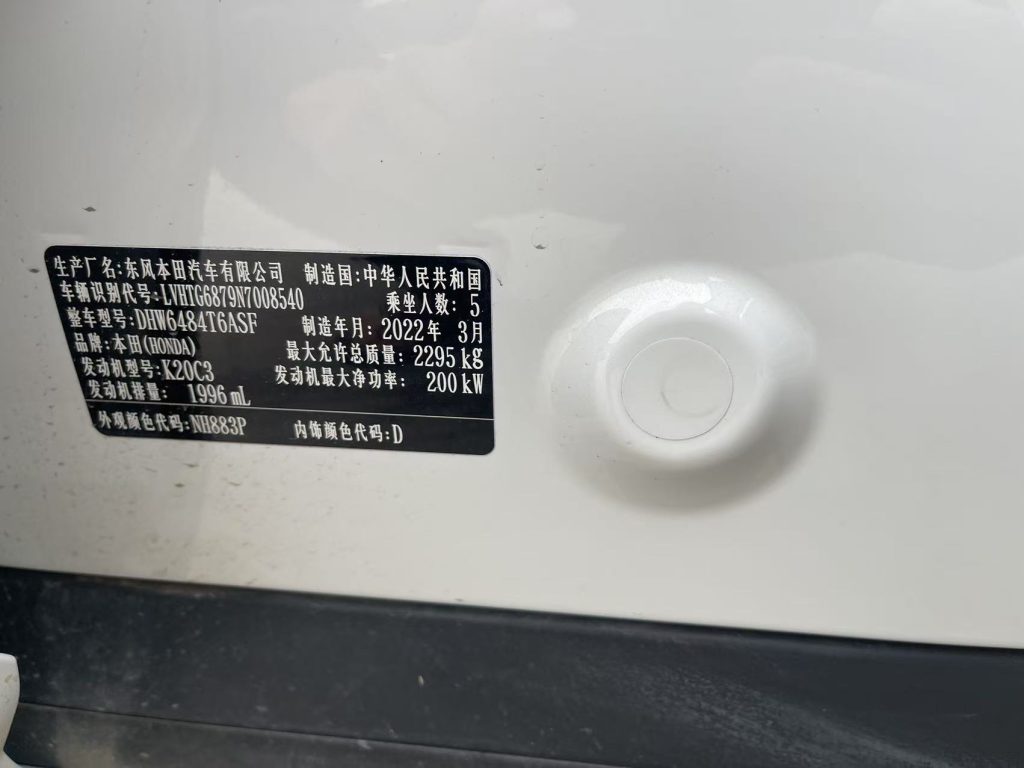 生产厂名:东风本田汽车有限公司 制造国:中华人民共和国
车辆识别代号:LVHTG6879N7008540 乘坐人数: 5
整车型号:DHW6484T6ASF 制造年月: 2022年 3月
品牌:本田(HONDA) 最大允许总质量: 2295 kg
发动机型号:K20C3 发动机最大净功率: 200 kW
发动机排量: 1996 mL
外观颜色代码:NH883P 内饰颜色代码:D